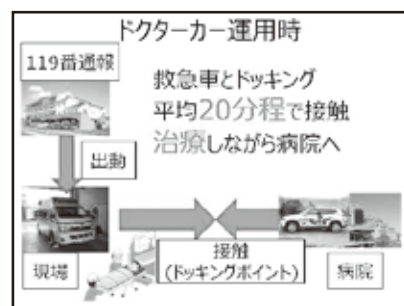 ドクターカー運用時
119番通報
救急車とドッキング
平均20分程で接触
治療しながら病院へ
出動
現場
接触
(ドッキングポイント)
病院